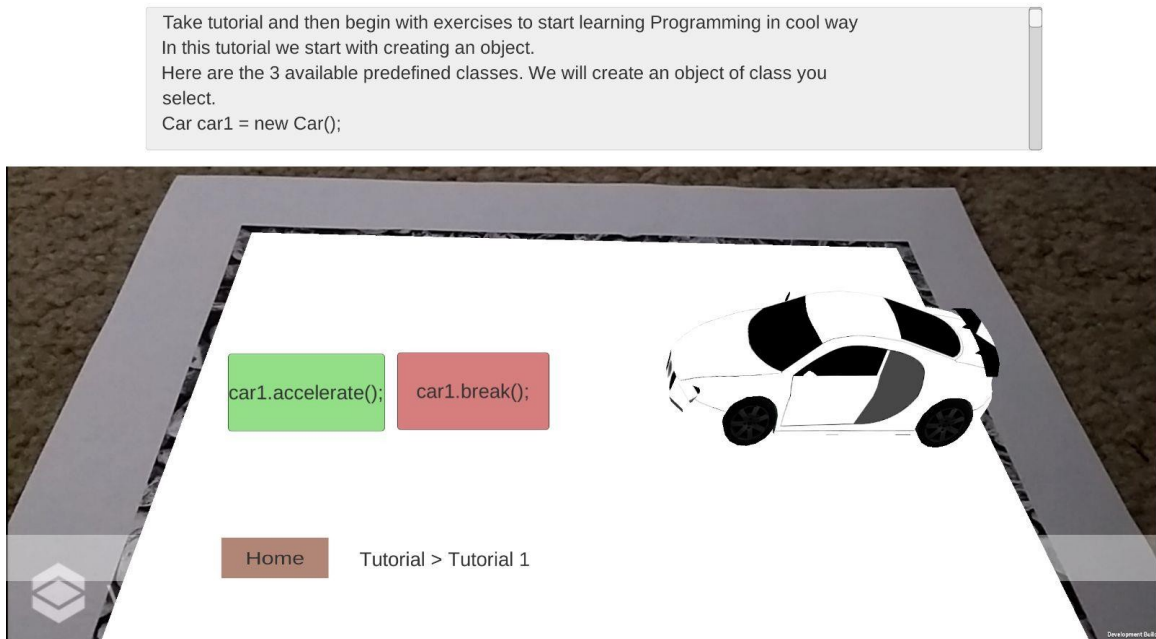 Take tutorial and then begin with exercises to start learning Programming in cool way
In this tutorial we start with creating an object.
Here are the 3 available predefined classes. We will create an object of class you
select.
Car car1 = new Car();
car1.accelerate(); car1.break();
Home Tutorial > Tutorial 1
Development Build